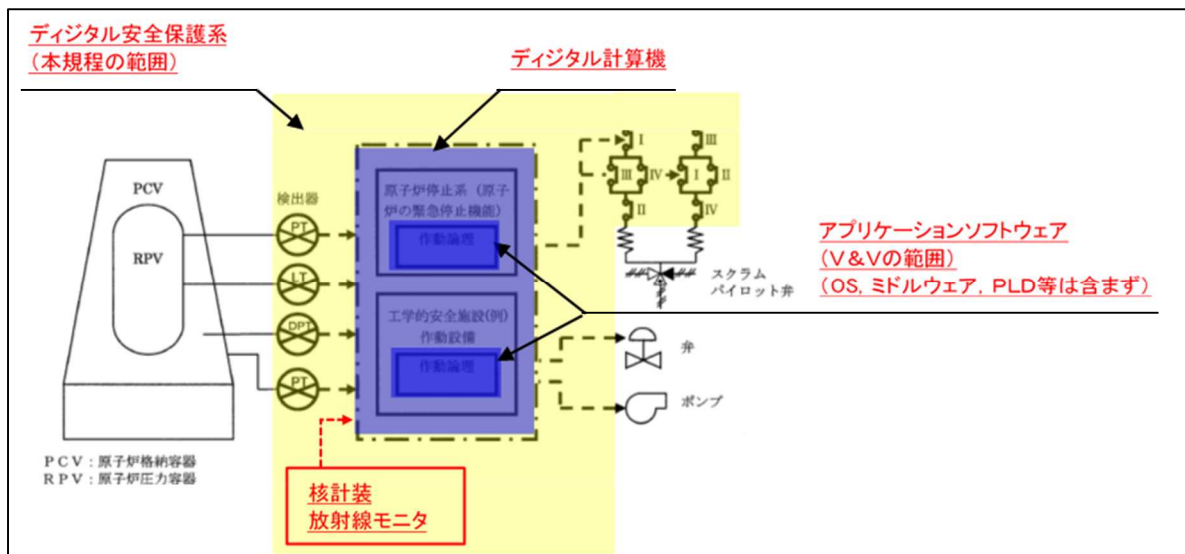 ディジタル安全保護系
（本規程の範囲）
ディジタル計算機
PCV
RPV
検出器
PT
LT
DPT
PT
原子炉停止系（原子
炉の緊急停止機能）
作動論理
工学的安全施設(例)
作動設備
作動論理
I
III
IV
II
III
I
II
IV
スクラム
パイロット弁
アプリケーションソフトウェア
（V＆Vの範囲）
（OS，ミドルウェア，PLD等は含まず）
弁
ポンプ
核計装
放射線モニタ
PCV：原子炉格納容器
RPV：原子炉圧力容器